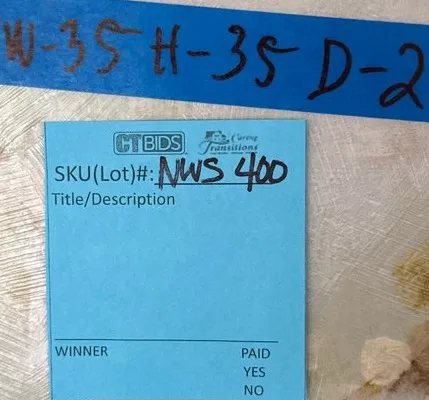 W-35 H-35 D-2
CTBIDS Caring Transitions
SKU(Lot)#: NWS 400
Title/Description
WINNER PAID
YES
NO